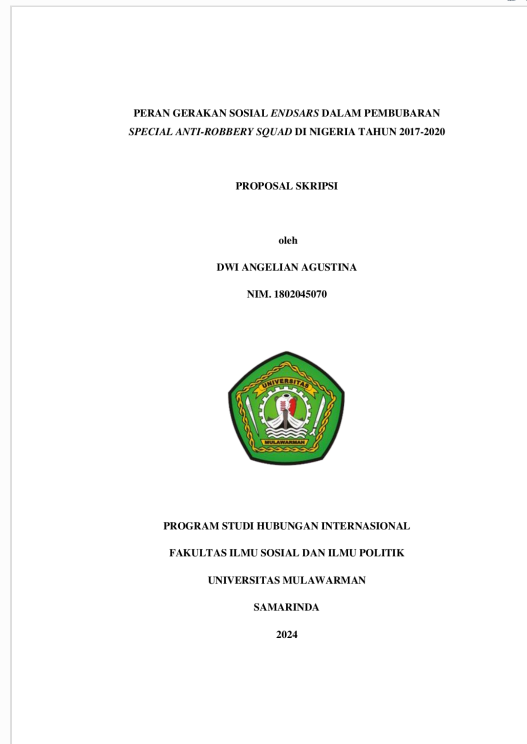 PERAN GERAKAN SOSIAL ENDSARS DALAM PEMBUBARAN
SPECIAL ANTI-ROBBERY SQUAD DI NIGERIA TAHUN 2017-2020
PROPOSAL SKRIPSI
oleh
DWI ANGELIAN AGUSTINA
NIM. 1802045070
UNIVERSITAS
MULAWARMAN
PROGRAM STUDI HUBUNGAN INTERNASIONAL
FAKULTAS ILMU SOSIAL DAN ILMU POLITIK
UNIVERSITAS MULAWARMAN
SAMARINDA
2024